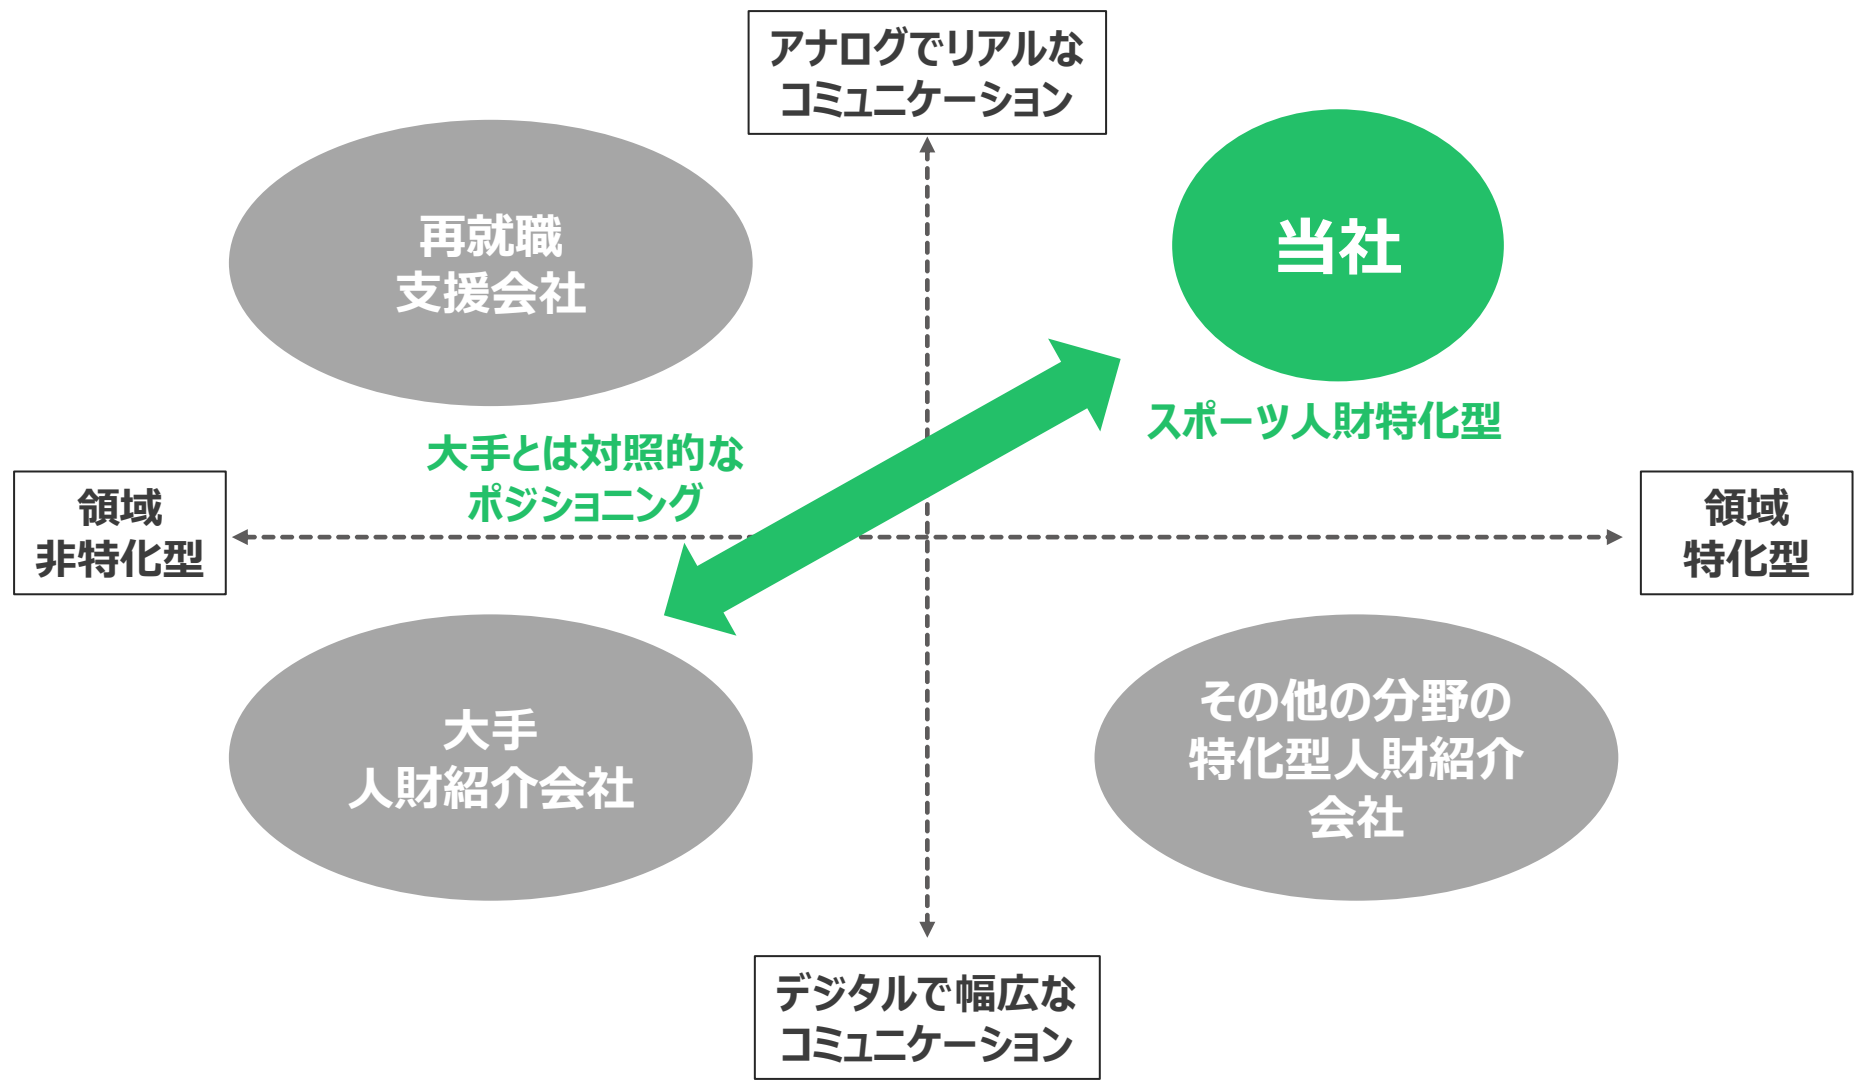 アナログでリアルな
コミュニケーション
再就職
支援会社
当社
スポーツ人財特化型
大手とは対照的な
ポジショニング
領域
非特化型
領域
特化型
大手
人財紹介会社
その他の分野の
特化型人財紹介
会社
デジタルで幅広な
コミュニケーション